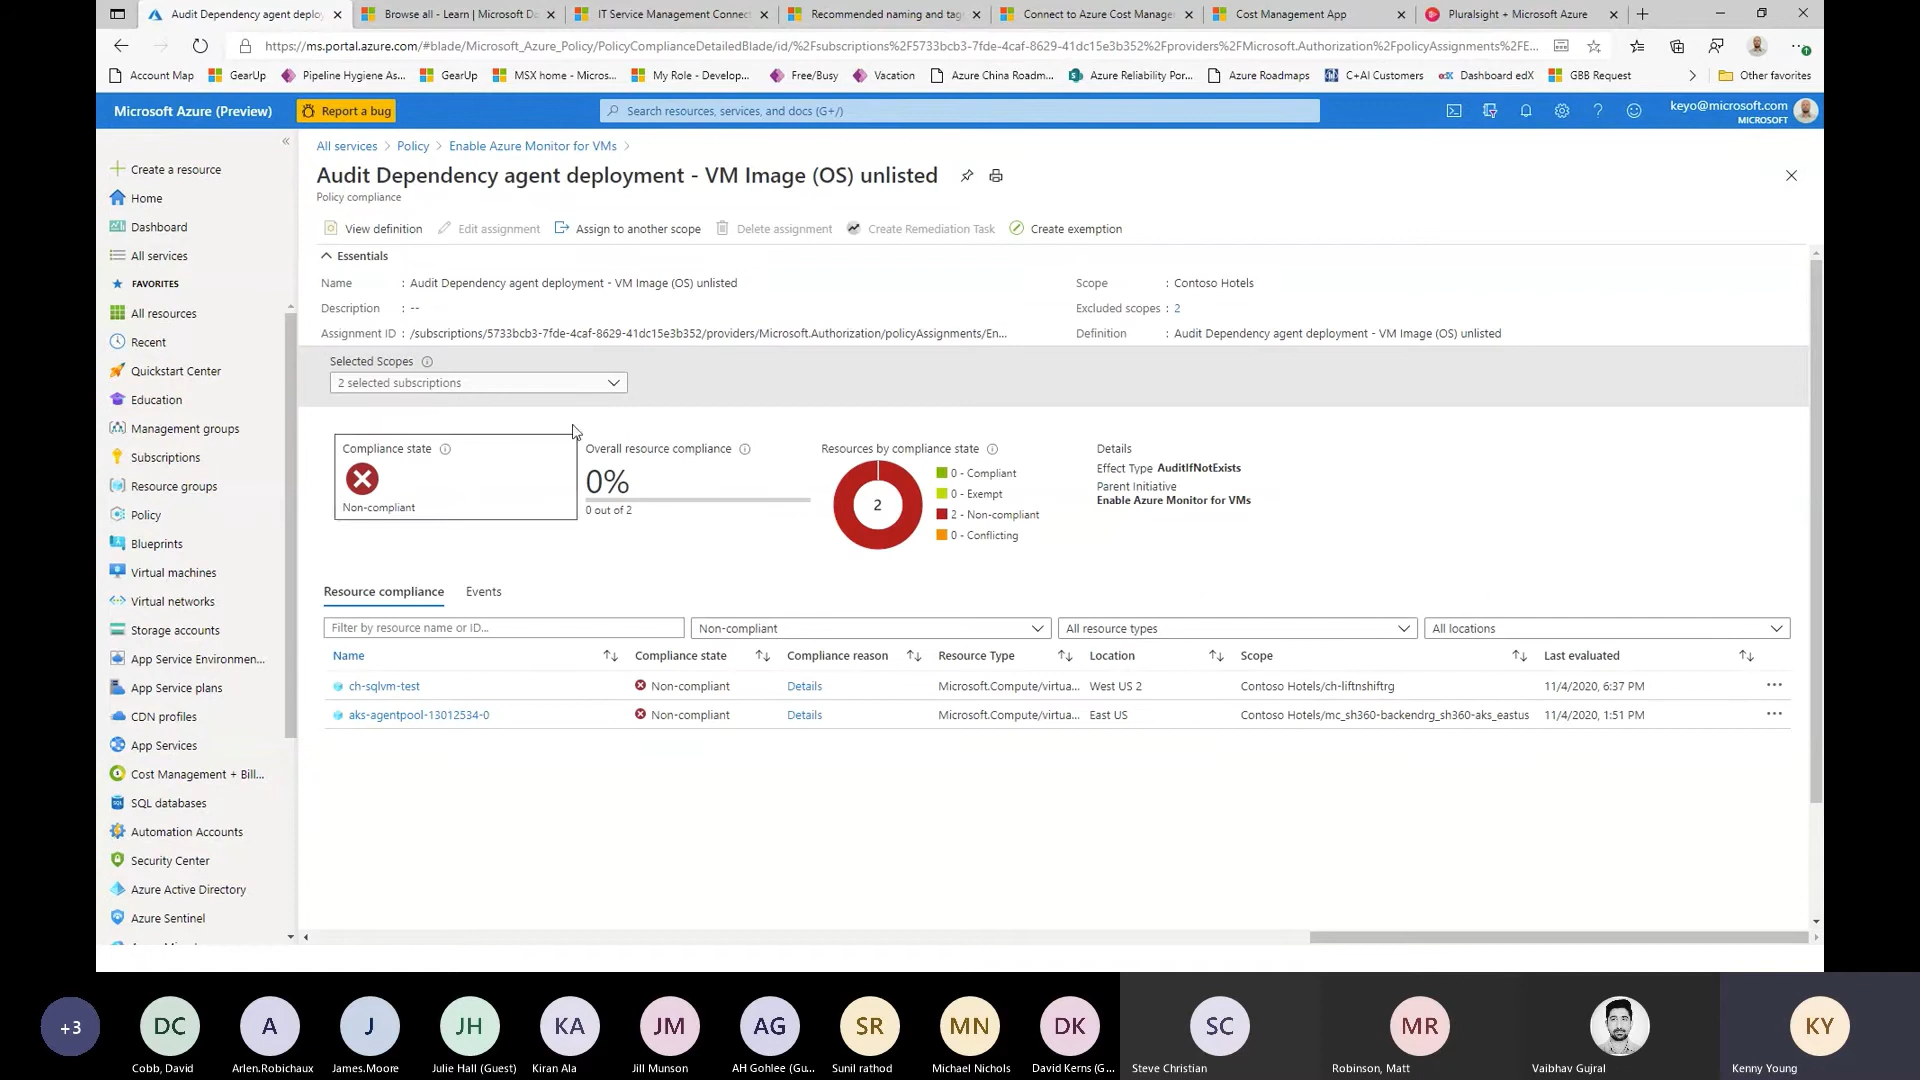 Audit Dependency agent deploy
Browse all - Learn | Microsoft Do
IT Service Management Connec
Recommended naming and tag
Connect to Azure Cost Manage
Cost Management App
Pluralsight + Microsoft Azure
https://ms.portal.azure.com/#blade/Microsoft_Azure_Policy/PolicyComplianceDetailedBlade/id/%2Fsubscriptions%2F5733bcb3-7fde-4caf-8629-41dc15e3b352%2Fproviders%2FMicrosoft.Authorization%2FpolicyAssignments%2FE...
Account Map
GearUp
Pipeline Hygiene As...
GearUp
MSX home - Micros...
My Role - Develop...
Free/Busy
Vacation
Azure China Roadm...
Azure Reliability Por...
Azure Roadmaps
C+AI Customers
Dashboard edX
GBB Request
Other favorites
Microsoft Azure (Preview)
Report a bug
Search resources, services, and docs (G+/)
keyo@microsoft.com
MICROSOFT
All services > Policy > Enable Azure Monitor for VMs >
Audit Dependency agent deployment - VM Image (OS) unlisted
Policy compliance
View definition
Edit assignment
Assign to another scope
Delete assignment
Create Remediation Task
Create exemption
Essentials
Name : Audit Dependency agent deployment - VM Image (OS) unlisted
Description : --
Assignment ID : /subscriptions/5733bcb3-7fde-4caf-8629-41dc15e3b352/providers/Microsoft.Authorization/policyAssignments/En...
Scope : Contoso Hotels
Excluded scopes : 2
Definition : Audit Dependency agent deployment - VM Image (OS) unlisted
Selected Scopes
2 selected subscriptions
Compliance state
Non-compliant
Overall resource compliance
0%
0 out of 2
Resources by compliance state
2
0 - Compliant
0 - Exempt
2 - Non-compliant
0 - Conflicting
Details
Effect Type AuditIfNotExists
Parent Initiative
Enable Azure Monitor for VMs
Resource compliance
Events
Filter by resource name or ID...
Non-compliant
All resource types
All locations
Name Compliance state Compliance reason Resource Type Location Scope Last evaluated
ch-sqlvm-test Non-compliant Details Microsoft.Compute/virtua... West US 2 Contoso Hotels/ch-liftnshiftrg 11/4/2020, 6:37 PM ...
aks-agentpool-13012534-0 Non-compliant Details Microsoft.Compute/virtua... East US Contoso Hotels/mc_sh360-backendrg_sh360-aks_eastus 11/4/2020, 1:51 PM ...
Create a resource
Home
Dashboard
All services
FAVORITES
All resources
Recent
Quickstart Center
Education
Management groups
Subscriptions
Resource groups
Policy
Blueprints
Virtual machines
Virtual networks
Storage accounts
App Service Environmen...
App Service plans
CDN profiles
App Services
Cost Management + Bill...
SQL databases
Automation Accounts
Security Center
Azure Active Directory
Azure Sentinel
+3
DC
Cobb, David
A
Arlen.Robichaux
J
James.Moore
JH
Julie Hall (Guest)
KA
Kiran Ala
JM
Jill Munson
AG
AH Gohlee (Gu...
SR
Sunil rathod
MN
Michael Nichols
DK
David Kerns (G...
SC
Steve Christian
MR
Robinson, Matt
Vaibhav Gujral
KY
Kenny Young